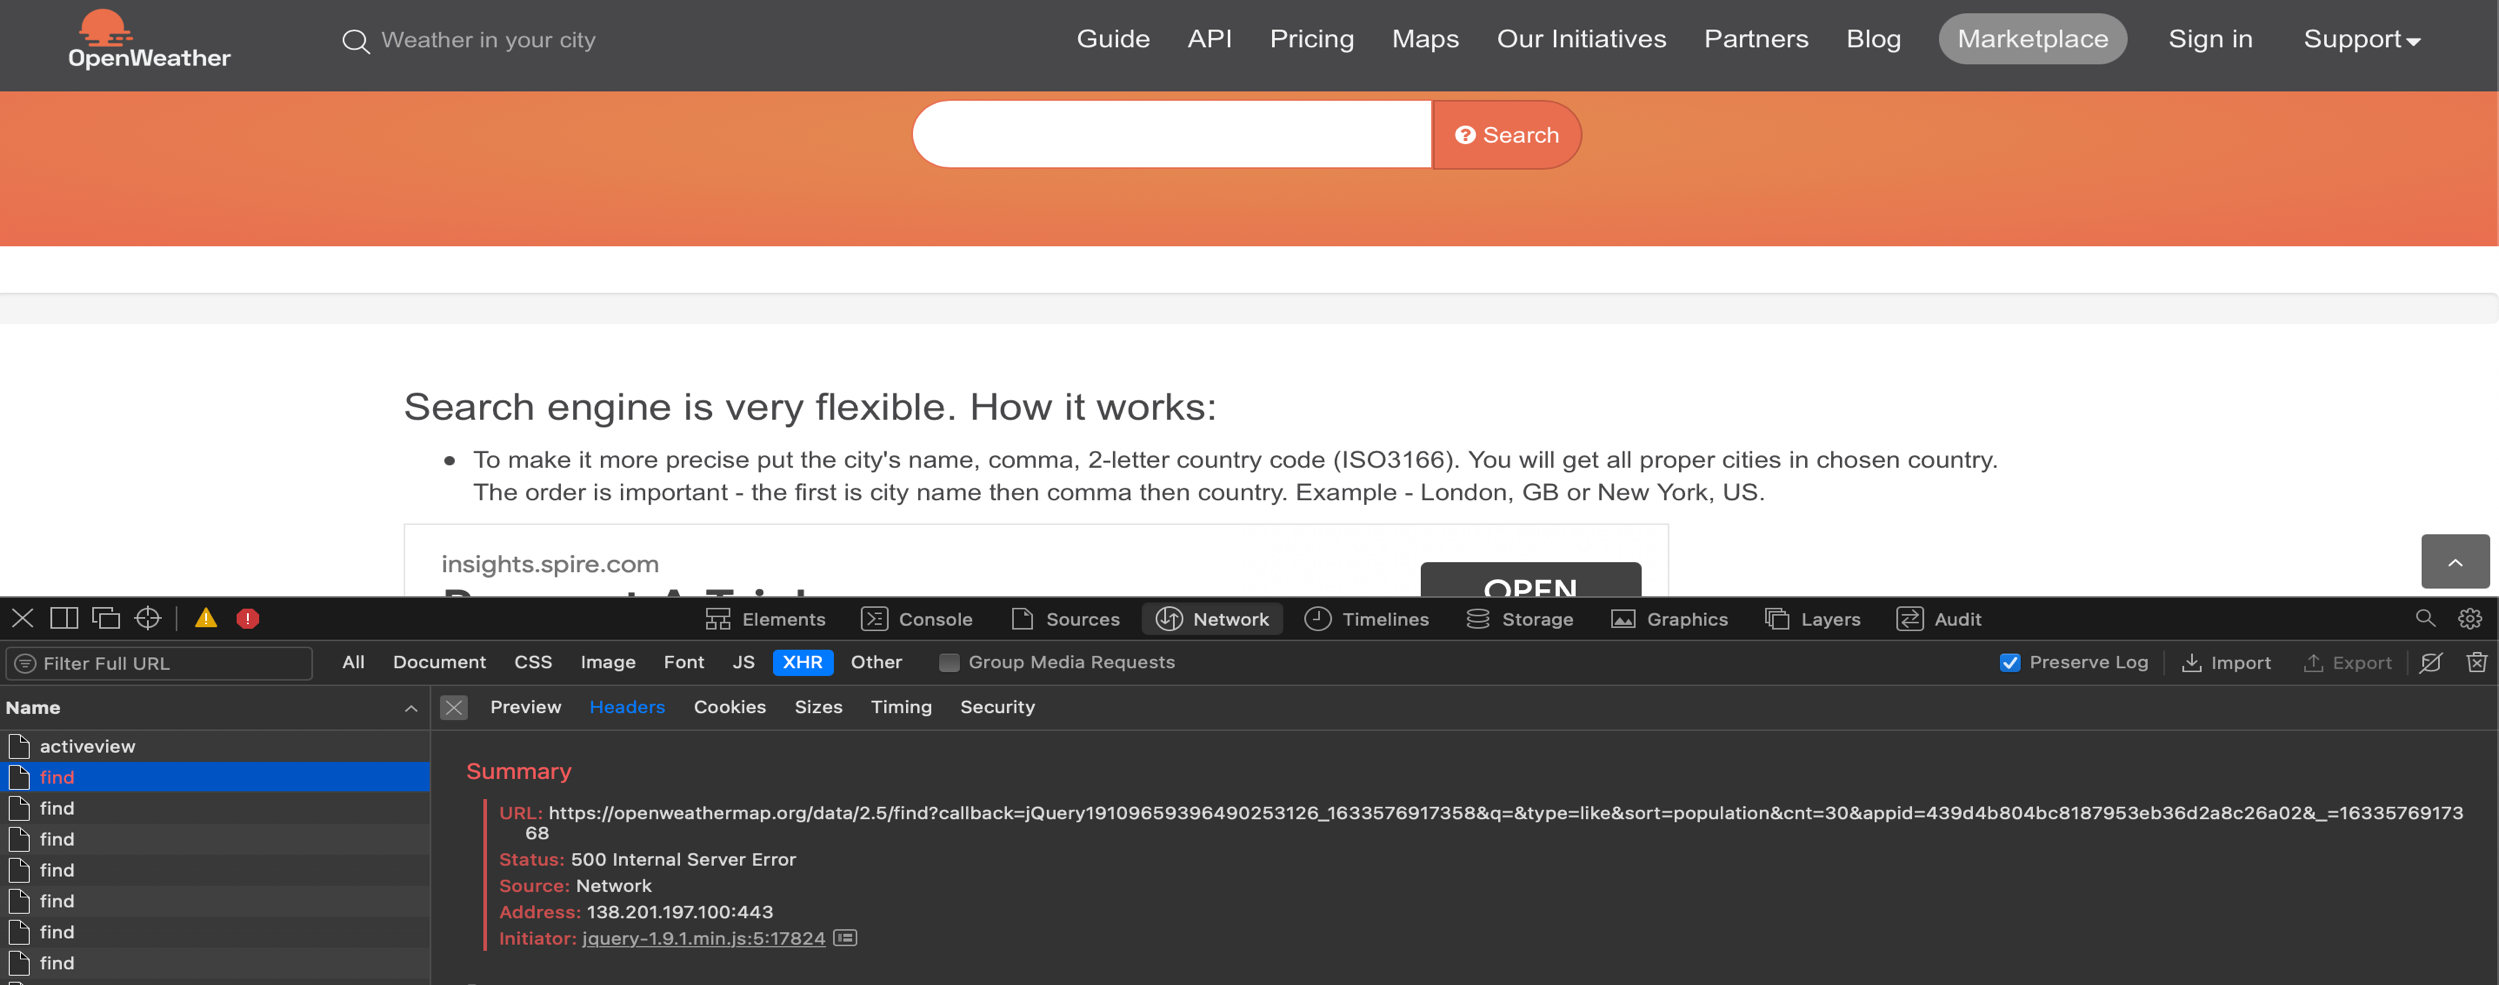 OpenWeather
Weather in your city
Guide API Pricing Maps Our Initiatives Partners Blog Marketplace Sign in Support
Search
Search engine is very flexible. How it works:
To make it more precise put the city's name, comma, 2-letter country code (ISO3166). You will get all proper cities in chosen country.
The order is important - the first is city name then comma then country. Example - London, GB or New York, US.
insights.spire.com
OPEN
Elements Console Sources Network Timelines Storage Graphics Layers Audit
Filter Full URL All Document CSS Image Font JS XHR Other Group Media Requests Preserve Log Import Export
Name Preview Headers Cookies Sizes Timing Security
activeview
find
find
find
find
find
find
find
Summary
URL: https://openweathermap.org/data/2.5/find?callback=jQuery19109659396490253126_1633576917358&q=&type=like&sort=population&cnt=30&appid=439d4b804bc8187953eb36d2a8c26a02&_=16335769173
68
Status: 500 Internal Server Error
Source: Network
Address: 138.201.197.100:443
Initiator: jquery-1.9.1.min.js:5:17824